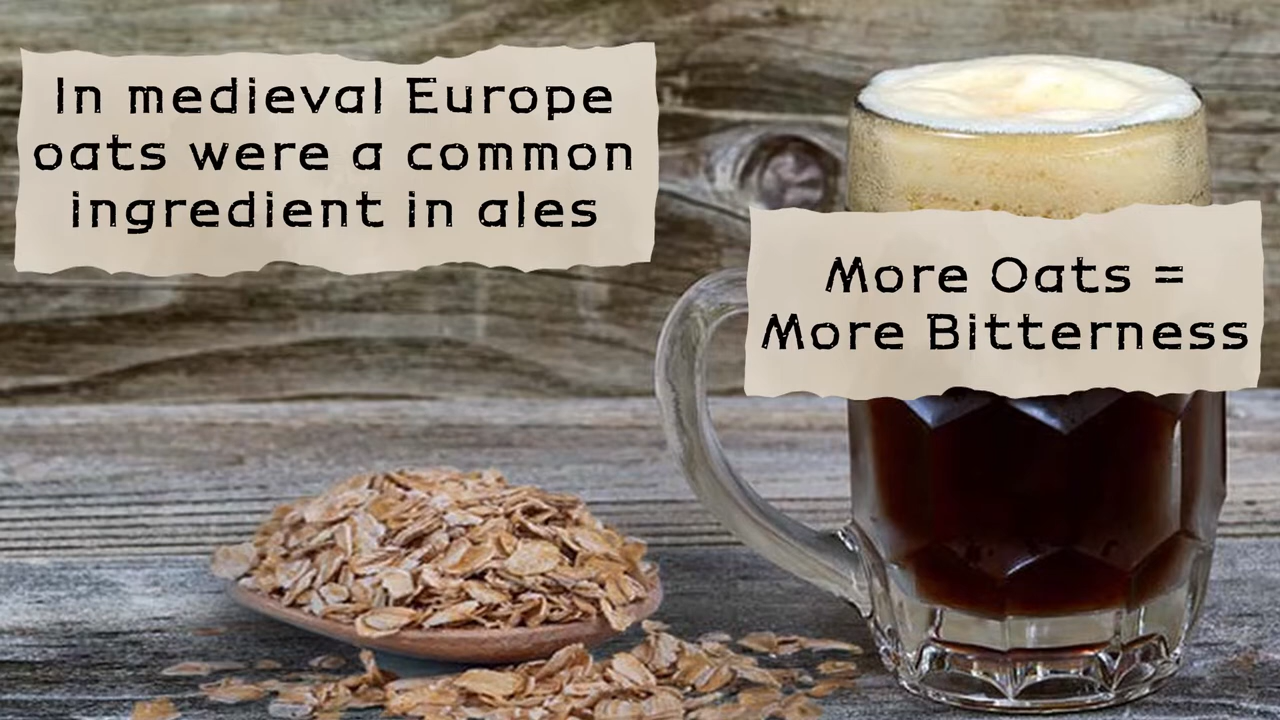 In medieval Europe
oats were a common
ingredient in ales
More Oats =
More Bitterness